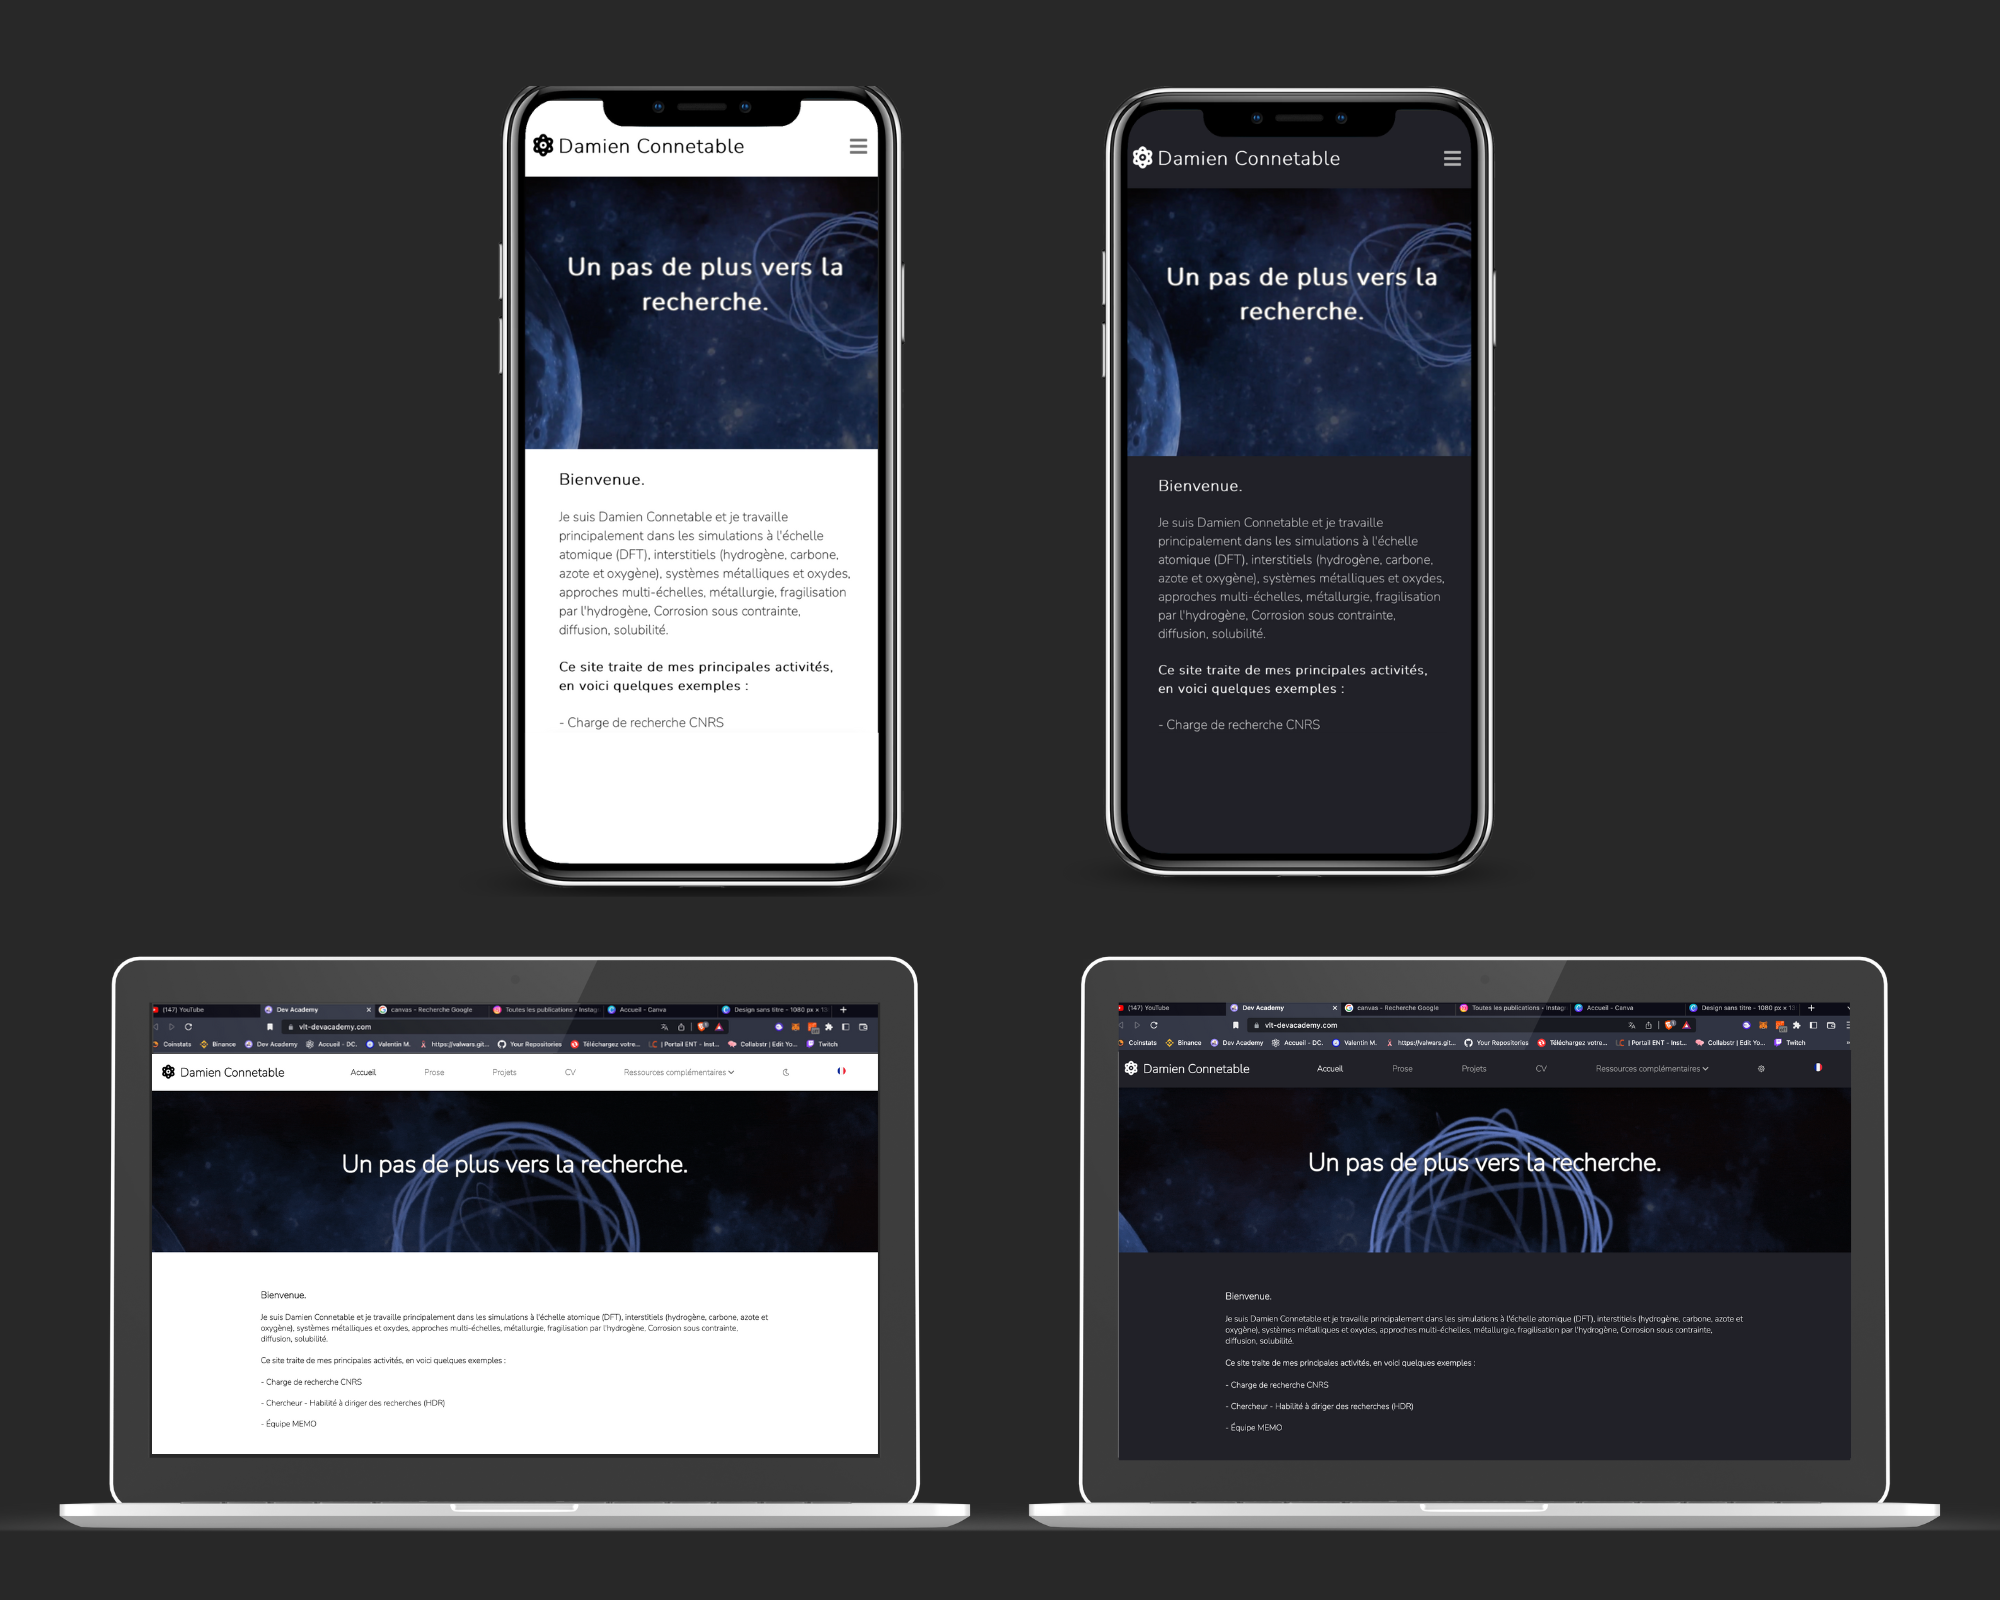 Damien Connetable
Un pas de plus vers la
recherche.
Bienvenue.
Je suis Damien Connetable et je travaille
principalement dans les simulations à l'échelle
atomique (DFT), interstitiels (hydrogène, carbone,
azote et oxygène), systèmes métalliques et oxydes,
approches multi-échelles, métallurgie, fragilisation
par l'hydrogène, Corrosion sous contrainte,
diffusion, solubilité.
Ce site traite de mes principales activités,
en voici quelques exemples :
- Charge de recherche CNRS
Damien Connetable
Un pas de plus vers la
recherche.
Bienvenue.
Je suis Damien Connetable et je travaille
principalement dans les simulations à l'échelle
atomique (DFT), interstitiels (hydrogène, carbone,
azote et oxygène), systèmes métalliques et oxydes,
approches multi-échelles, métallurgie, fragilisation
par l'hydrogène, Corrosion sous contrainte,
diffusion, solubilité.
Ce site traite de mes principales activités,
en voici quelques exemples :
- Charge de recherche CNRS
(147) YouTube Dev Academy canvas - Recherche Google Toutes les publications • Instag Accueil - Canva Design sans titre - 1080 px × 1
vlt-devacademy.com
Coinstats Binance Dev Academy Accueil - DC. Valentin M. https://valwars.git... Your Repositories Téléchargez votre... | Portail ENT - Inst... Collabstr | Edit Yo... Twitch
Damien Connetable Accueil Prose Projets CV Ressources complémentaires
Un pas de plus vers la recherche.
Bienvenue.
Je suis Damien Connetable et je travaille principalement dans les simulations à l'échelle atomique (DFT), interstitiels (hydrogène, carbone, azote et
oxygène), systèmes métalliques et oxydes, approches multi-échelles, métallurgie, fragilisation par l'hydrogène, Corrosion sous contrainte,
diffusion, solubilité.
Ce site traite de mes principales activités, en voici quelques exemples :
- Charge de recherche CNRS
- Chercheur - Habilité à diriger des recherches (HDR)
- Équipe MEMO
(147) YouTube Dev Academy canvas - Recherche Google Toutes les publications • Instag Accueil - Canva Design sans titre - 1080 px × 1
vlt-devacademy.com
Coinstats Binance Dev Academy Accueil - DC. Valentin M. https://valwars.git... Your Repositories Téléchargez votre... | Portail ENT - Inst... Collabstr | Edit Yo... Twitch
Damien Connetable Accueil Prose Projets CV Ressources complémentaires
Un pas de plus vers la recherche.
Bienvenue.
Je suis Damien Connetable et je travaille principalement dans les simulations à l'échelle atomique (DFT), interstitiels (hydrogène, carbone, azote et
oxygène), systèmes métalliques et oxydes, approches multi-échelles, métallurgie, fragilisation par l'hydrogène, Corrosion sous contrainte,
diffusion, solubilité.
Ce site traite de mes principales activités, en voici quelques exemples :
- Charge de recherche CNRS
- Chercheur - Habilité à diriger des recherches (HDR)
- Équipe MEMO